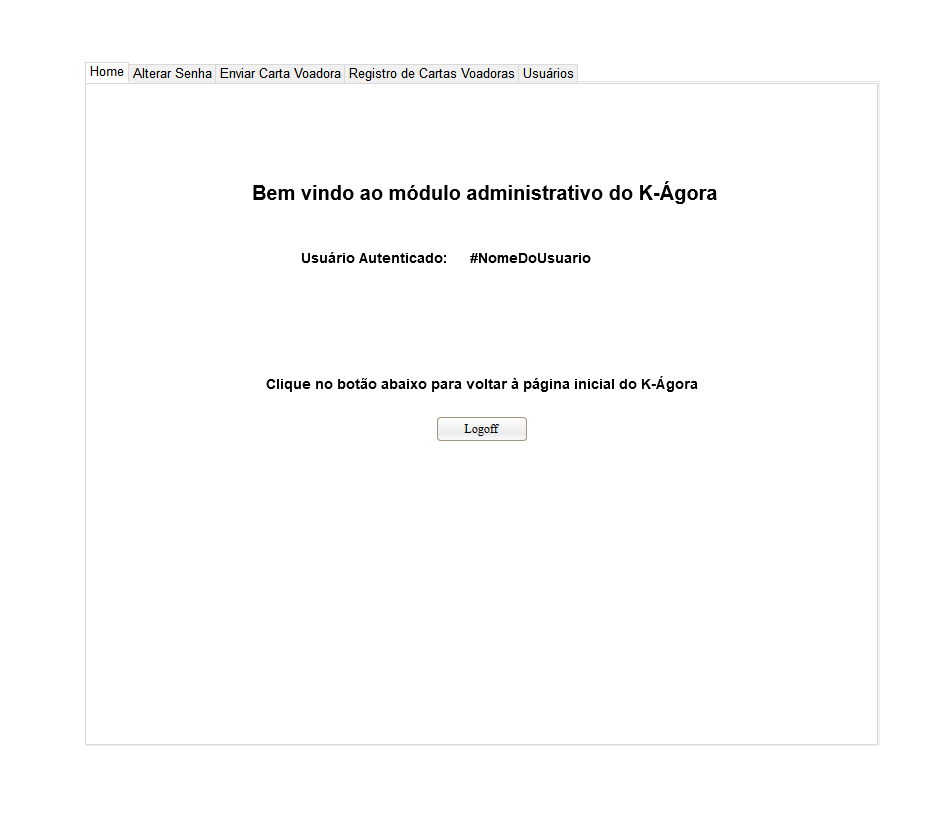 Home Alterar Senha Enviar Carta Voadora Registro de Cartas Voadoras Usuários
Bem vindo ao módulo administrativo do K-Ágora
Usuário Autenticado: #NomeDoUsuario
Clique no botão abaixo para voltar à página inicial do K-Ágora
Logoff